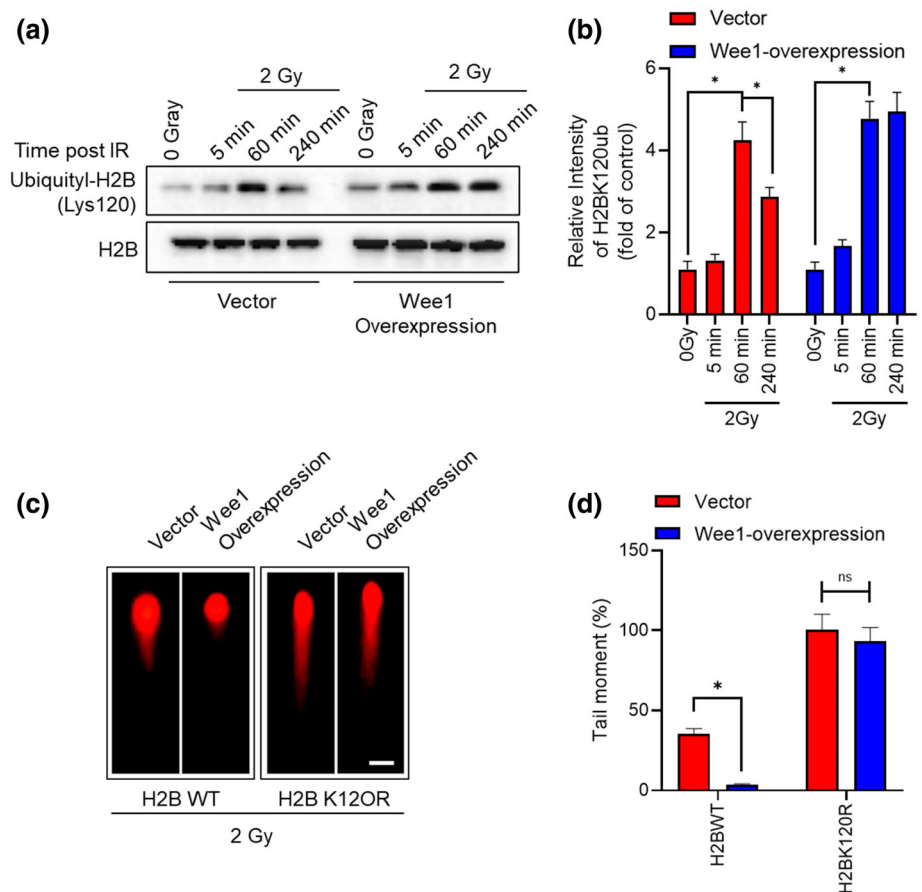 (a)
2 Gy
2 Gy
0 Gray
5 min
60 min
240 min
0 Gray
5 min
60 min
240 min
Time post IR
Ubiquityl-H2B
(Lys120)
H2B
Vector
Wee1
Overexpression
(b)
Vector
Wee1-overexpression
Relative Intensity
of H2BK120ub
(fold of control)
6
4
2
0
*
*
*
0Gy
5 min
60 min
240 min
0Gy
5 min
60 min
240 min
2Gy
2Gy
(c)
Vector
Wee1
Overexpression
Vector
Wee1
Overexpression
H2B WT
H2B K12OR
2 Gy
(d)
Vector
Wee1-overexpression
Tail moment (%)
150
100
50
0
*
ns
H2BWT
H2BK120R